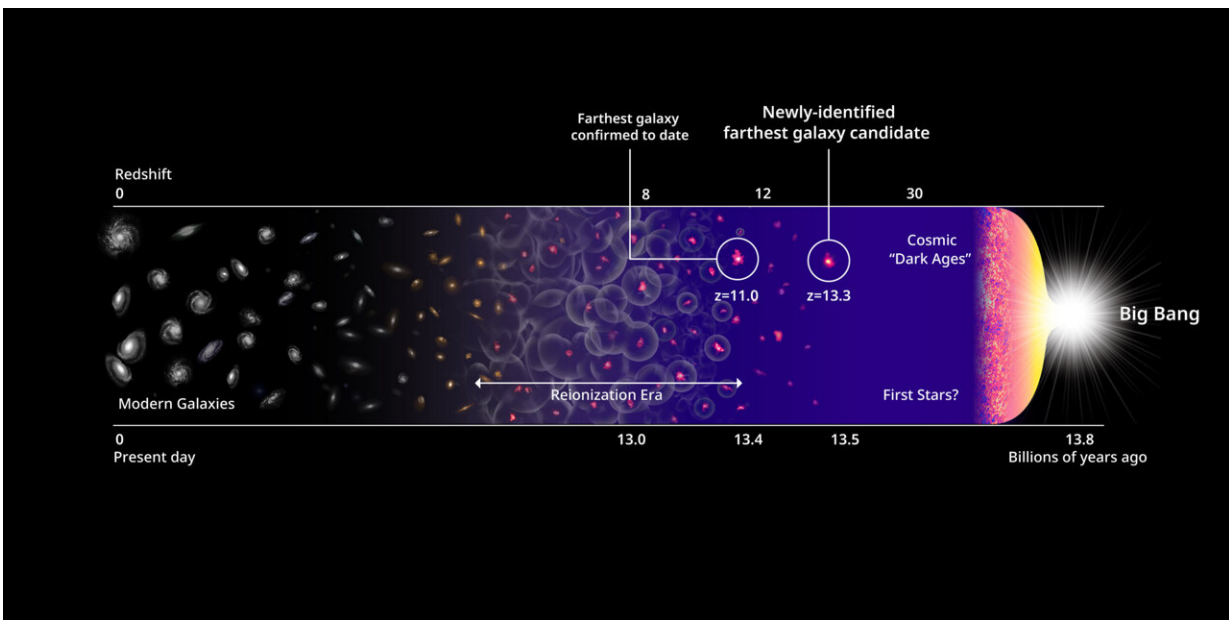 Farthest galaxy
confirmed to date
Newly-identified
farthest galaxy candidate
Redshift
0 8 12 30
Cosmic
“Dark Ages”
z=11.0 z=13.3
Big Bang
Modern Galaxies
Reionization Era
First Stars?
0 13.0 13.4 13.5 13.8
Present day Billions of years ago